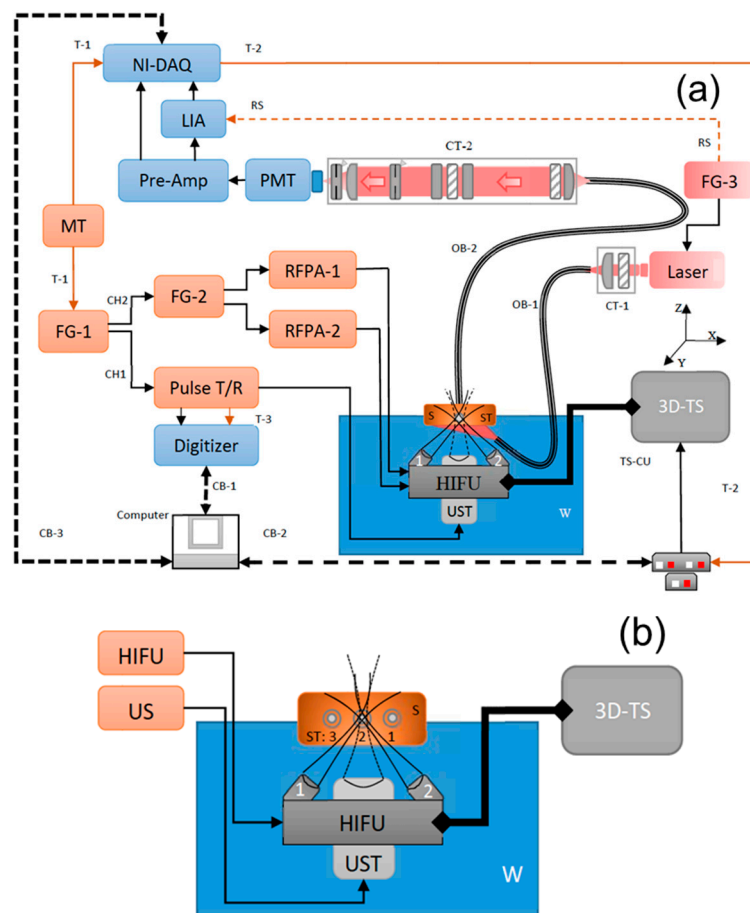 T-1
T-2
NI-DAQ
(a)
LIA
RS
RS
CT-2
Pre-Amp
PMT
FG-3
MT
OB-2
OB-1
Laser
CT-1
T-1
RFPA-1
CH2
FG-2
Z
X
Y
FG-1
RFPA-2
CH1
Pulse T/R
3D-TS
S
ST
T-3
Digitizer
1
2
TS-CU
HIFU
T-2
CB-1
UST
W
Computer
CB-3
CB-2
(b)
HIFU
US
S
3D-TS
ST: 3 2 1
1
2
HIFU
UST
W